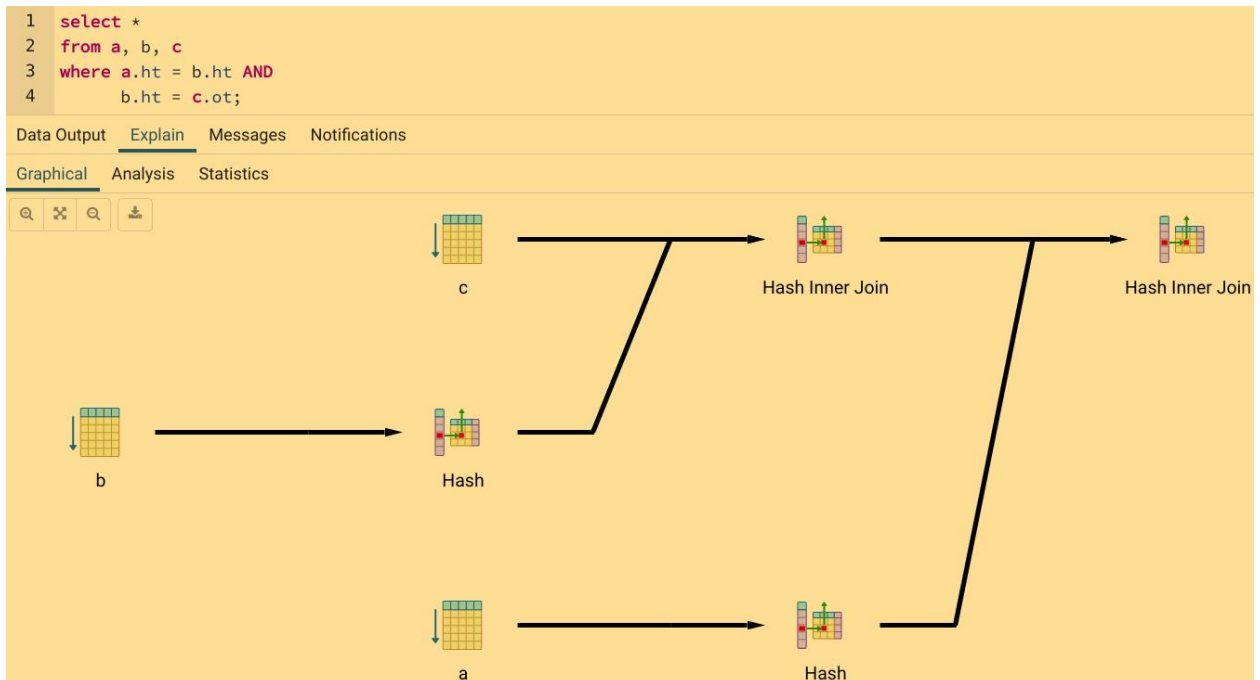 1 select *
2 from a, b, c
3 where a.ht = b.ht AND
4 b.ht = c.ot;
Data Output Explain Messages Notifications
Graphical Analysis Statistics
c Hash Inner Join Hash Inner Join
b Hash
a Hash